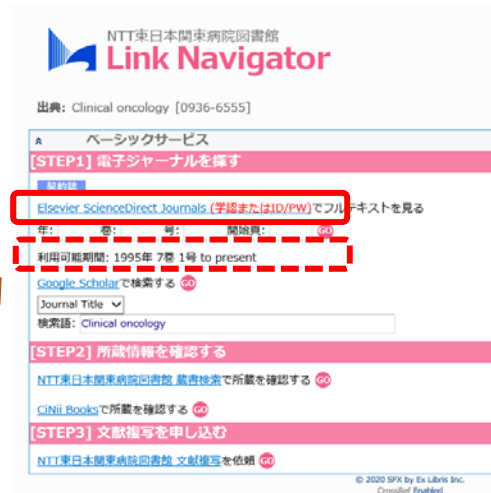 NTT東日本関東病院図書館
Link Navigator
出典: Clinical oncology [0936-6555]
ベーシックサービス
[STEP1] 電子ジャーナルを探す
契約誌
Elsevier ScienceDirect Journals (学認またはID/PW)でフルテキストを見る
年: 巻: 号: 開始頁: GO
利用可能期間: 1995年 7巻 1号 to present
Google Scholarで検索する GO
Journal Title
検索語: Clinical oncology
[STEP2] 所蔵情報を確認する
NTT東日本関東病院図書館 蔵書検索で所蔵を確認する GO
CiNii Booksで所蔵を確認する GO
[STEP3] 文献複写を申し込む
NTT東日本関東病院図書館 文献複写を依頼 GO
© 2020 SFX by Ex Libris Inc.
CrossRef Enabled